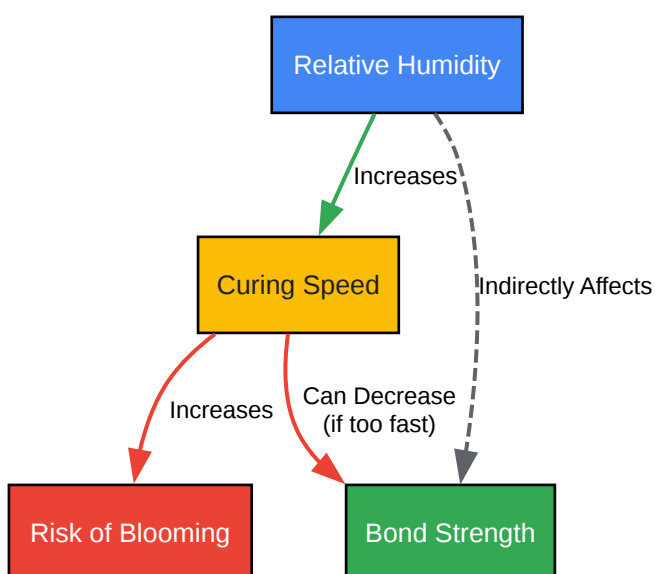 Relative Humidity
Increases
Curing Speed
Indirectly Affects
Increases
Can Decrease
(if too fast)
Risk of Blooming
Bond Strength